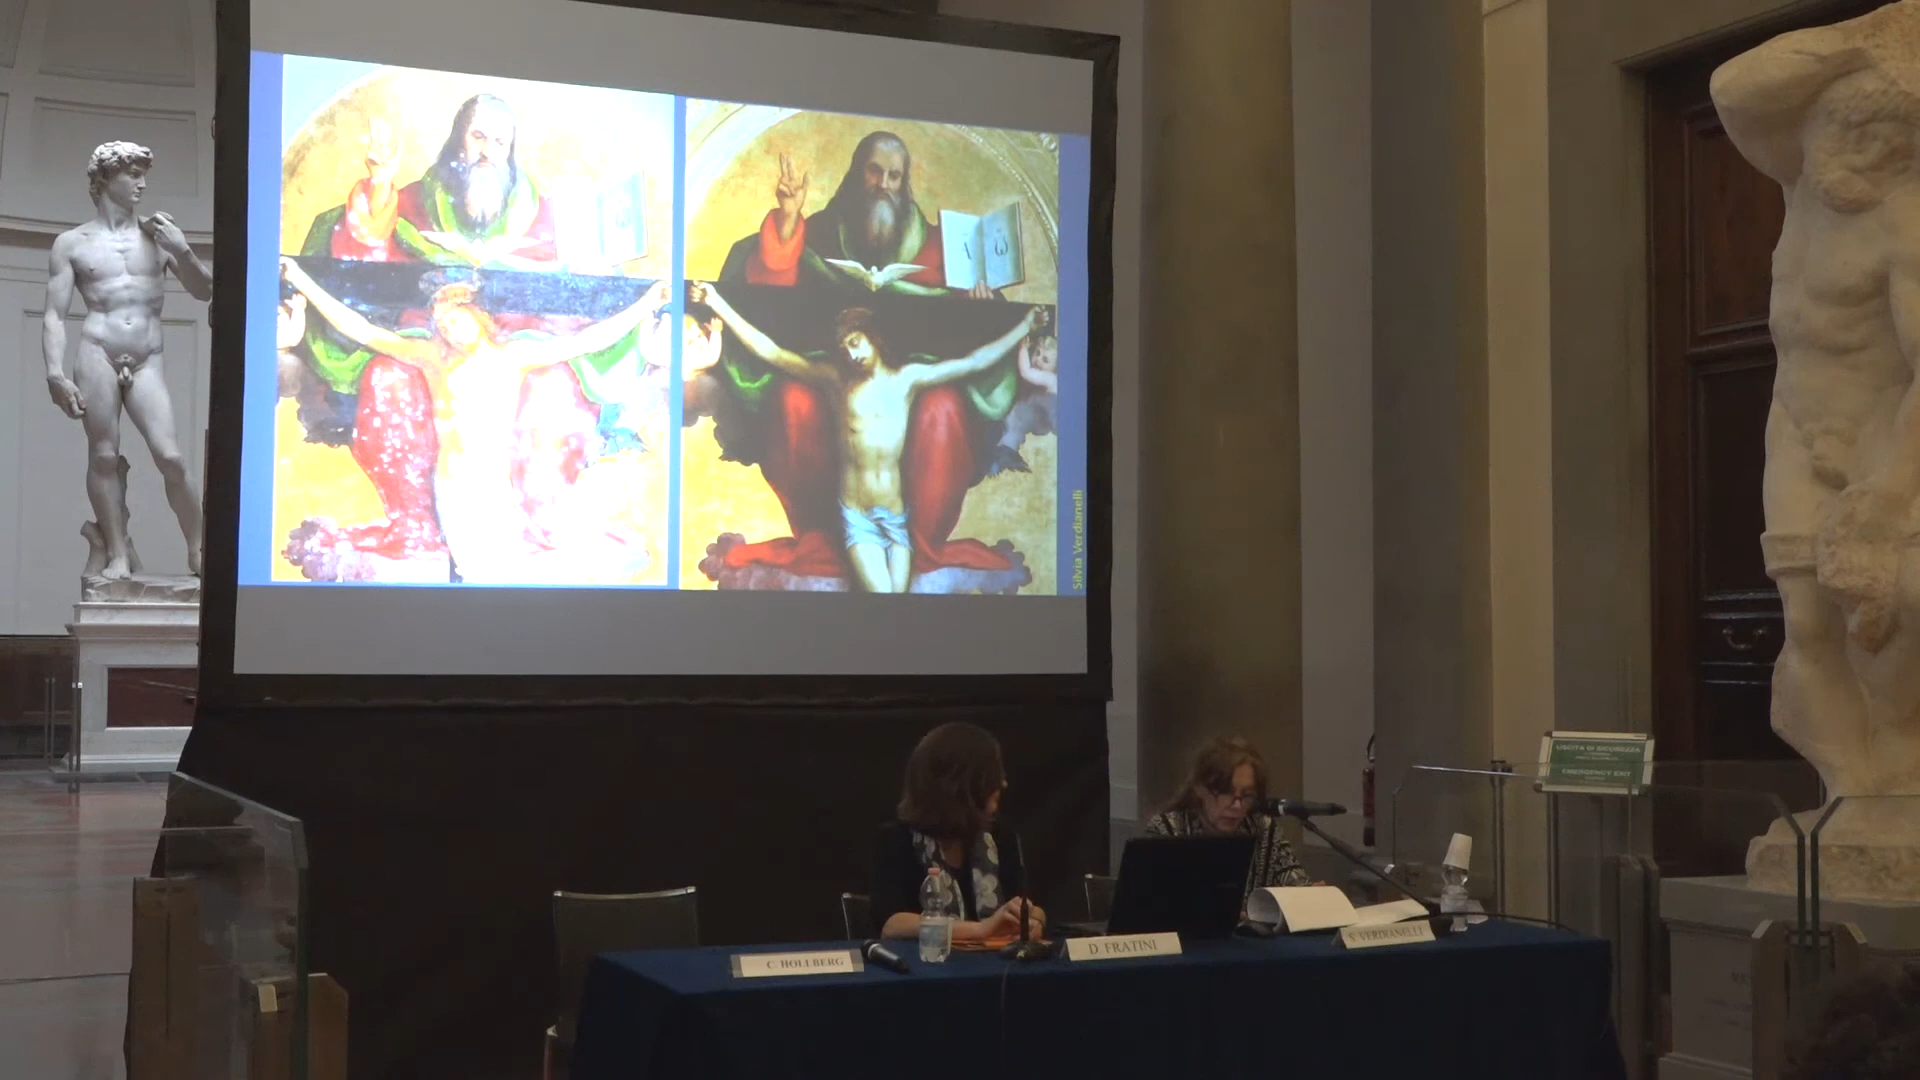 ω
Silvia Verdianelli
USCITA DI SICUREZZA
EMERGENCY EXIT
C. HOLLBERG
D. FRATINI
S. VERDIANELLI